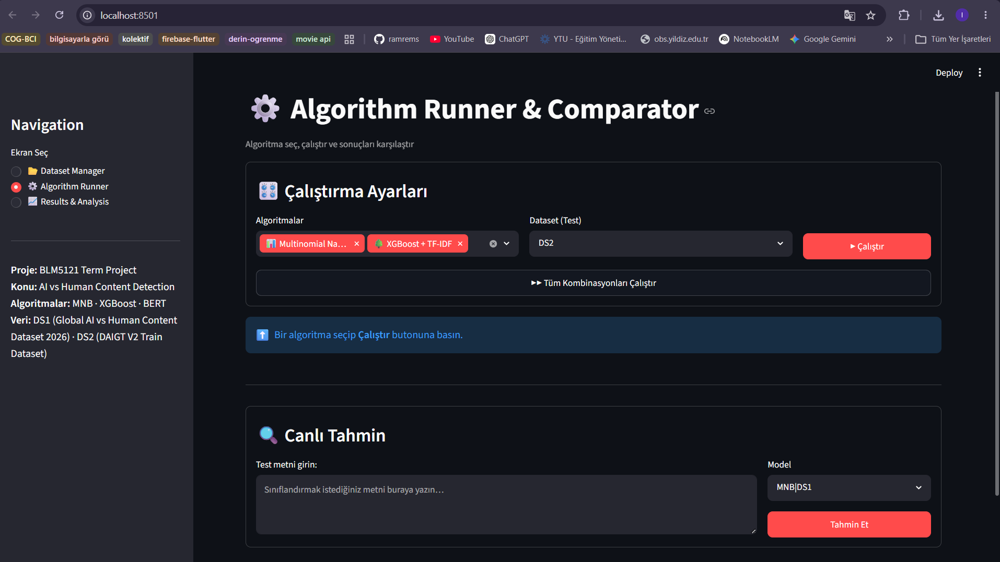 localhost:8501
COG-BCI bilgisayarla görü kolektif firebase-flutter derin-ogrenme movie api ramrems YouTube ChatGPT YTU - Eğitim Yöneti... obs.yildiz.edu.tr NotebookLM Google Gemini » Tüm Yer İşaretleri
I
Deploy
Navigation
Ekran Seç
Dataset Manager
Algorithm Runner
Results & Analysis
Proje: BLM5121 Term Project
Konu: AI vs Human Content Detection
Algoritmalar: MNB · XGBoost · BERT
Veri: DS1 (Global AI vs Human Content
Dataset 2026) · DS2 (DAIGT V2 Train
Dataset)
Algorithm Runner & Comparator
Algoritma seç, çalıştır ve sonuçları karşılaştır
Çalıştırma Ayarları
Algoritmalar
Multinomial Na... × XGBoost + TF-IDF ×
Dataset (Test)
DS2
Çalıştır
Tüm Kombinasyonları Çalıştır
Bir algoritma seçip Çalıştır butonuna basın.
Canlı Tahmin
Test metni girin:
Sınıflandırmak istediğiniz metni buraya yazın...
Model
MNB|DS1
Tahmin Et